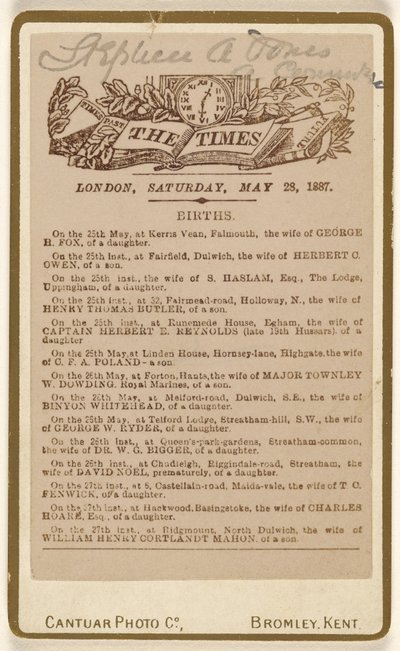 Stephen A Jones
TIMES
PAST
THE TIMES
FUTURE
LONDON, SATURDAY, MAY 28, 1887.
BIRTHS.
On the 25th May, at Kerris Vean, Falmouth, the wife of GEORGE
H. FOX, of a daughter.
On the 25th inst., at Fairfield, Dulwich, the wife of HERBERT C.
OWEN, of a son.
On the 25th inst., the wife of S. HASLAM, Esq., The Lodge,
Uppingham, of a daughter.
On the 25th inst., at 32, Fairmead-road, Holloway, N., the wife of
HENRY THOMAS BUTLER, of a son.
On the 25th inst., at Runemede House, Egham, the wife of
CAPTAIN HERBERT E. REYNOLDS (late 19th Hussars). of a
daughter
On the 25th May, at Linden House, Hornsey-lane, Highgate, the wife
of C. F. A. POLAND - a son.
On the 26th May, at Forton, Hants, the wife of MAJOR TOWNLEY
W. DOWDING. Royal Marines, of a son.
On the 26th May, at Melford-road, Dulwich, S.E., the wife of
BINYON WHITEHEAD, of a daughter.
On the 26th May, at Telford Lodge, Streatham-hill, S.W., the wife
of GEORGE W. RYDER, of a daughter.
On the 26th inst., at Queen's-park-gardens, Streatham-common,
the wife of DR. W. G. BIGGER, of a daughter.
On the 26th inst., at Chudleigh, Riggindale-road, Streatham, the
wife of DAVID NOEL, prematurely, of a daughter.
On the 27th inst., at 6, Castellain-road, Maida-vale, the wife of T. C.
FENWICK, of a daughter.
On the 27th inst., at Hackwood, Basingstoke, the wife of CHARLES
HOARE, Esq., of a daughter.
On the 27th inst., at Ridgmount, North Dulwich, the wife of
WILLIAM HENRY CORTLANDT MAHON. of a son.
CANTUAR PHOTO Co., BROMLEY. KENT.